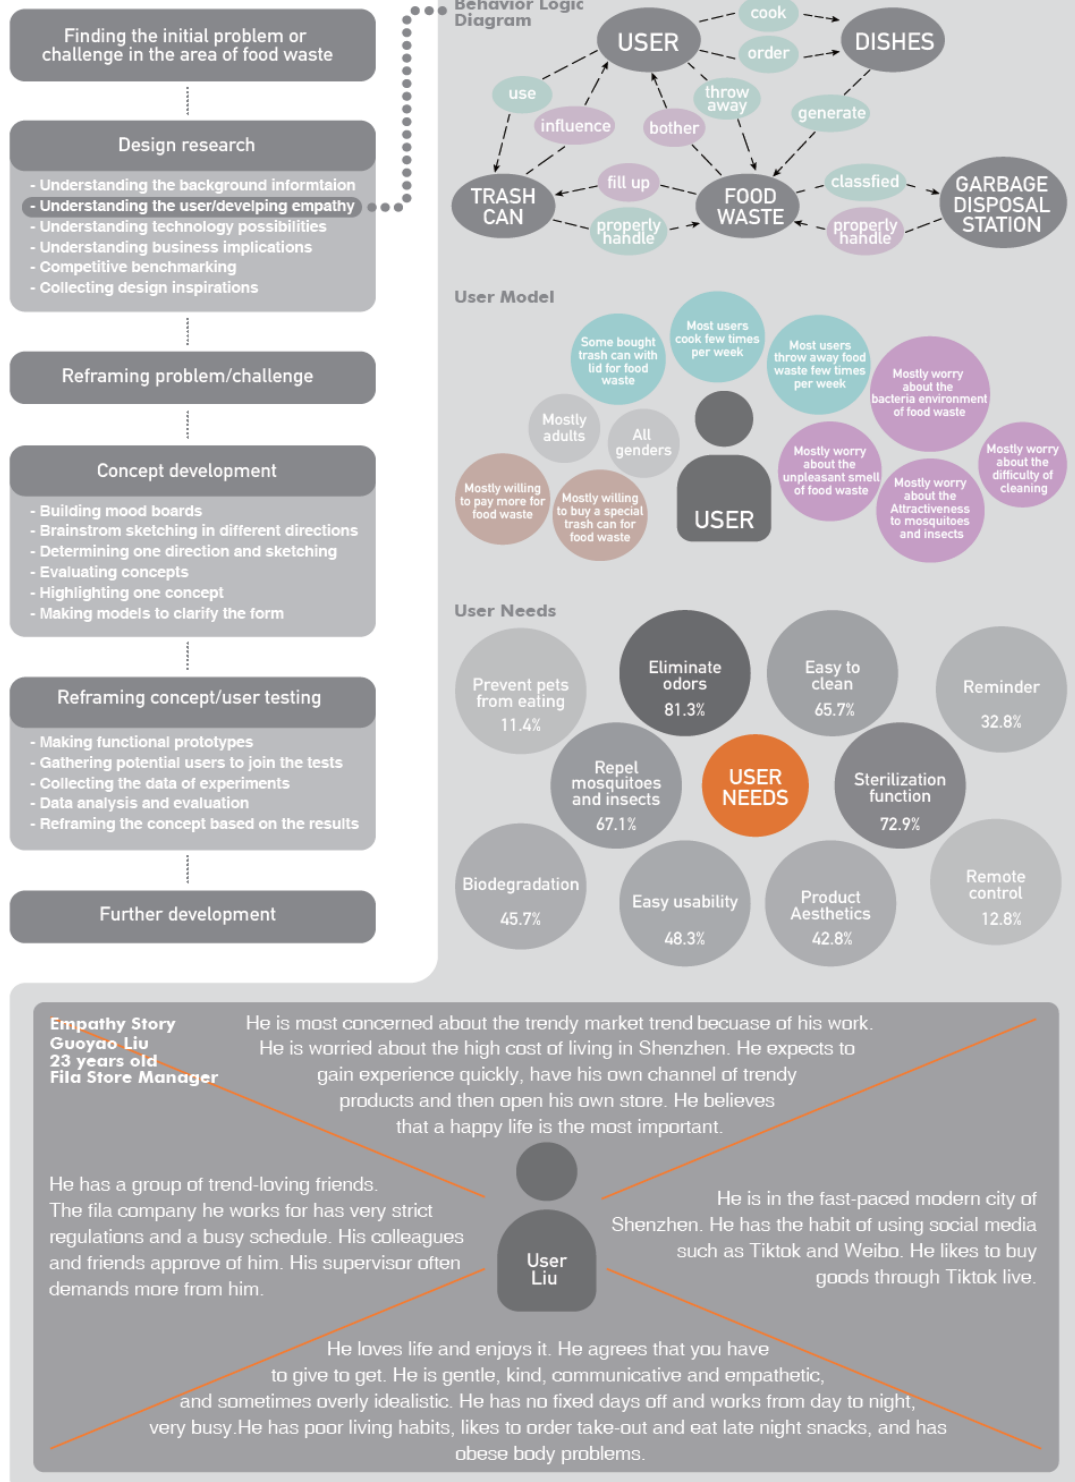 Finding the initial problem or
challenge in the area of food waste
Design research
- Understanding the background informtaion
- Understanding the user/develping empathy
- Understanding technology possibilities
- Understanding business implications
- Competitive benchmarking
- Collecting design inspirations
Reframing problem/challenge
Concept development
- Building mood boards
- Brainstrom sketching in different directions
- Determining one direction and sketching
- Evaluating concepts
- Highlighting one concept
- Making models to clarify the form
Reframing concept/user testing
- Making functional prototypes
- Gathering potential users to join the tests
- Collecting the data of experiments
- Data analysis and evaluation
- Reframing the concept based on the results
Further development
Behavior Logic
Diagram
USER
cook
order
DISHES
use
influence
bother
throw
away
generate
TRASH
CAN
fill up
properly
handle
FOOD
WASTE
classfied
properly
handle
GARBAGE
DISPOSAL
STATION
User Model
Some bought
trash can with
lid for food
waste
Most users
cook few times
per week
Most users
throw away food
waste few times
per week
Mostly worry
about the
bacteria environment
of food waste
Mostly
adults
All
genders
Mostly worry
about the
unpleasant smell
of food waste
Mostly worry
about the
difficulty of
cleaning
Mostly willing
to pay more for
food waste
Mostly willing
to buy a special
trash can for
food waste
USER
Mostly worry
about the
Attractiveness
to mosquitoes
and insects
User Needs
Prevent pets
from eating
11.4%
Eliminate
odors
81.3%
Easy to
clean
65.7%
Reminder
32.8%
Repel
mosquitoes
and insects
67.1%
USER
NEEDS
Sterilization
function
72.9%
Biodegradation
45.7%
Easy usability
48.3%
Product
Aesthetics
42.8%
Remote
control
12.8%
Empathy Story
Guoyao Liu
23 years old
Fila Store Manager
He is most concerned about the trendy market trend becuase of his work.
He is worried about the high cost of living in Shenzhen. He expects to
gain experience quickly, have his own channel of trendy
products and then open his own store. He believes
that a happy life is the most important.
He has a group of trend-loving friends.
The fila company he works for has very strict
regulations and a busy schedule. His colleagues
and friends approve of him. His supervisor often
demands more from him.
User
Liu
He is in the fast-paced modern city of
Shenzhen. He has the habit of using social media
such as Tiktok and Weibo. He likes to buy
goods through Tiktok live.
He loves life and enjoys it. He agrees that you have
to give to get. He is gentle, kind, communicative and empathetic,
and sometimes overly idealistic. He has no fixed days off and works from day to night,
very busy.He has poor living habits, likes to order take-out and eat late night snacks, and has
obese body problems.